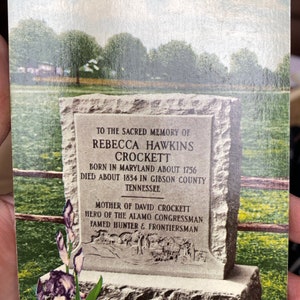 TO THE SACRED MEMORY OF
REBECCA HAWKINS
CROCKETT
BORN IN MARYLAND ABOUT 1756
DIED ABOUT 1834 IN GIBSON COUNTY
TENNESSEE
MOTHER OF DAVID CROCKETT
HERO OF THE ALAMO CONGRESSMAN
FAMED HUNTER & FRONTIERSMAN